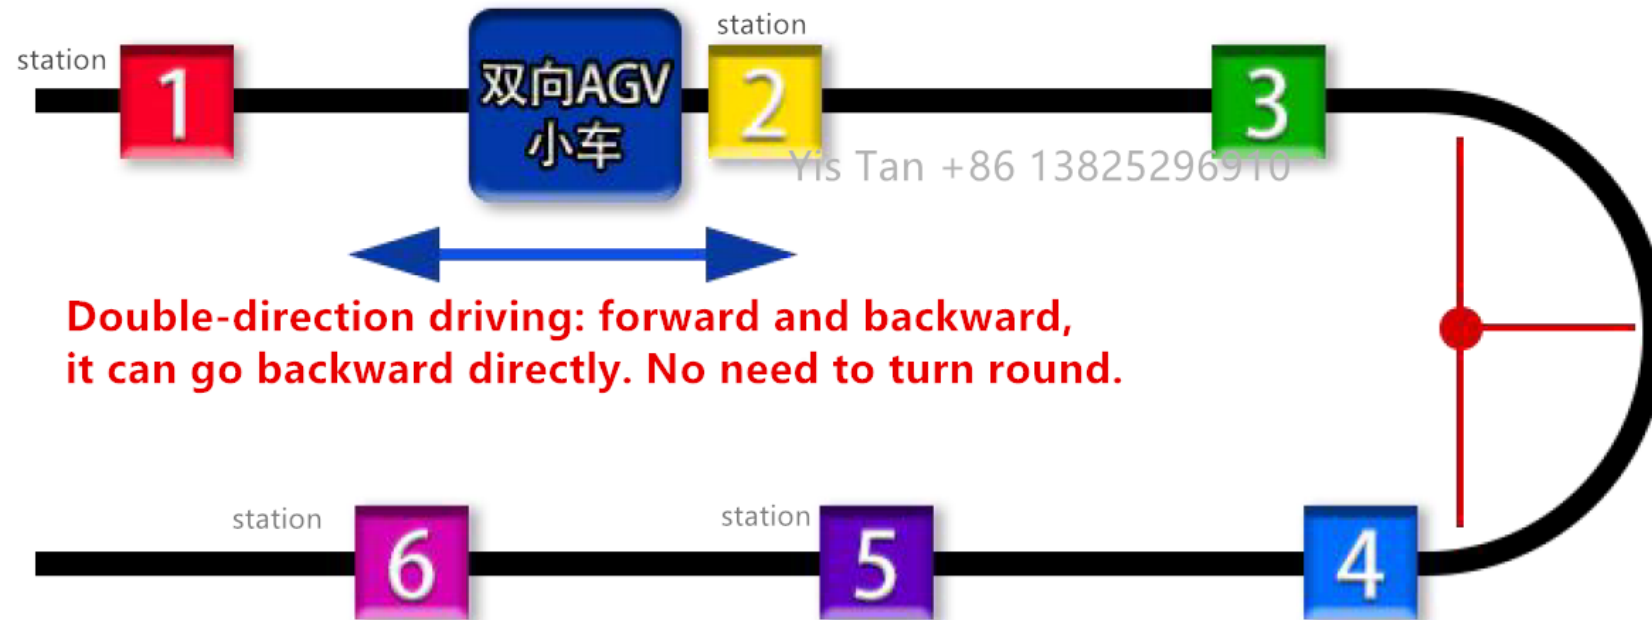 station
station
1
双向AGV
小车
2
3
Yis Tan +86 13825296910
Double-direction driving: forward and backward,
it can go backward directly. No need to turn round.
station
6
station
5
4